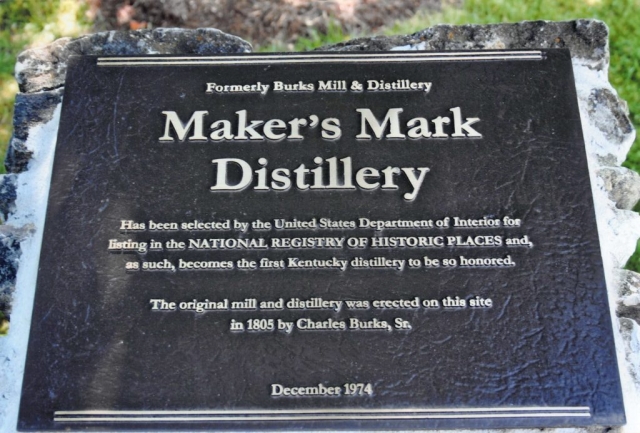 Formerly Burks Mill & Distillery
Maker's Mark
Distillery
Has been selected by the United States Department of Interior for
listing in the NATIONAL REGISTRY OF HISTORIC PLACES and,
as such, becomes the first Kentucky distillery to be so honored.
The original mill and distillery was erected on this site
in 1805 by Charles Burks, Sr.
December 1974